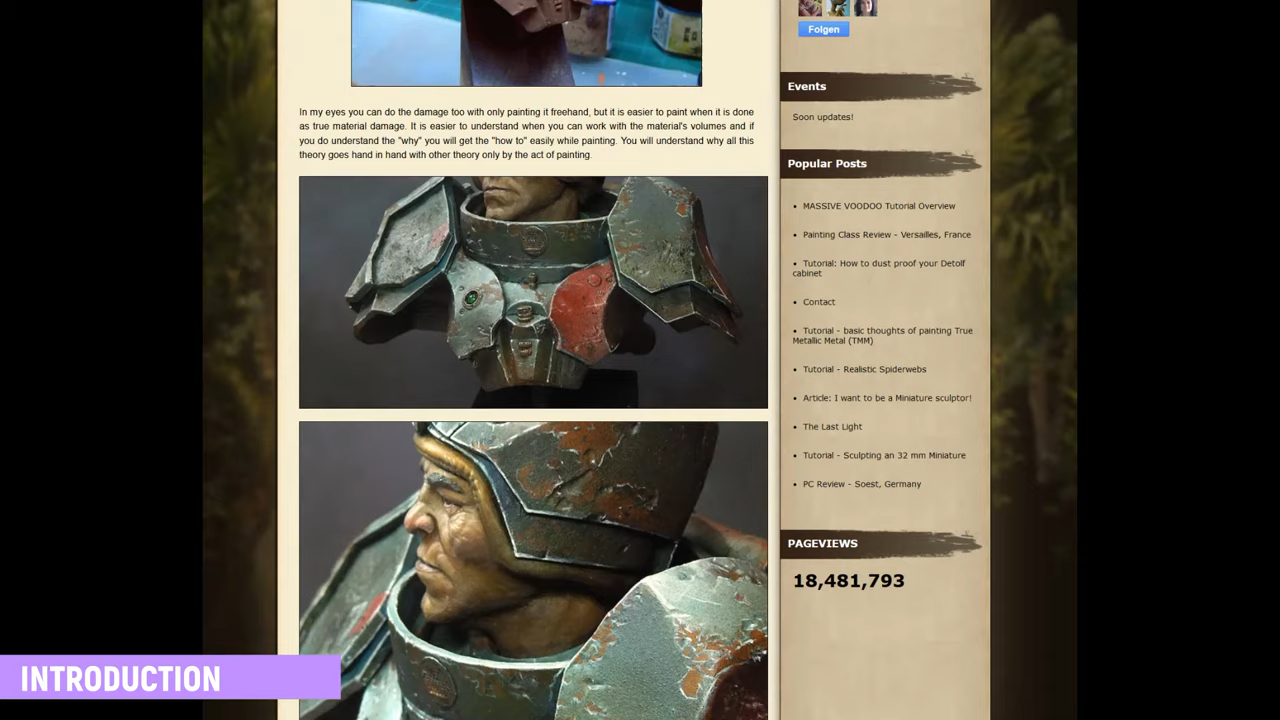 In my eyes you can do the damage too with only painting it freehand, but it is easier to paint when it is done
as true material damage. It is easier to understand when you can work with the material's volumes and if
you do understand the "why" you will get the "how to" easily while painting. You will understand why all this
theory goes hand in hand with other theory only by the act of painting.
Folgen
Events
Soon updates!
Popular Posts
MASSIVE VOODOO Tutorial Overview
Painting Class Review - Versailles, France
Tutorial: How to dust proof your Detolf
cabinet
Contact
Tutorial - basic thoughts of painting True
Metallic Metal (TMM)
Tutorial - Realistic Spiderwebs
Article: I want to be a Miniature sculptor!
The Last Light
Tutorial - Sculpting an 32 mm Miniature
PC Review - Soest, Germany
PAGEVIEWS
18,481,793
INTRODUCTION